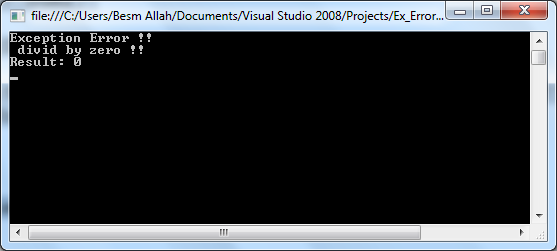 file:///C:/Users/Besm Allah/Documents/Visual Studio 2008/Projects/Ex_Error...
Exception Error !!
 divid by zero !!
Result: 0